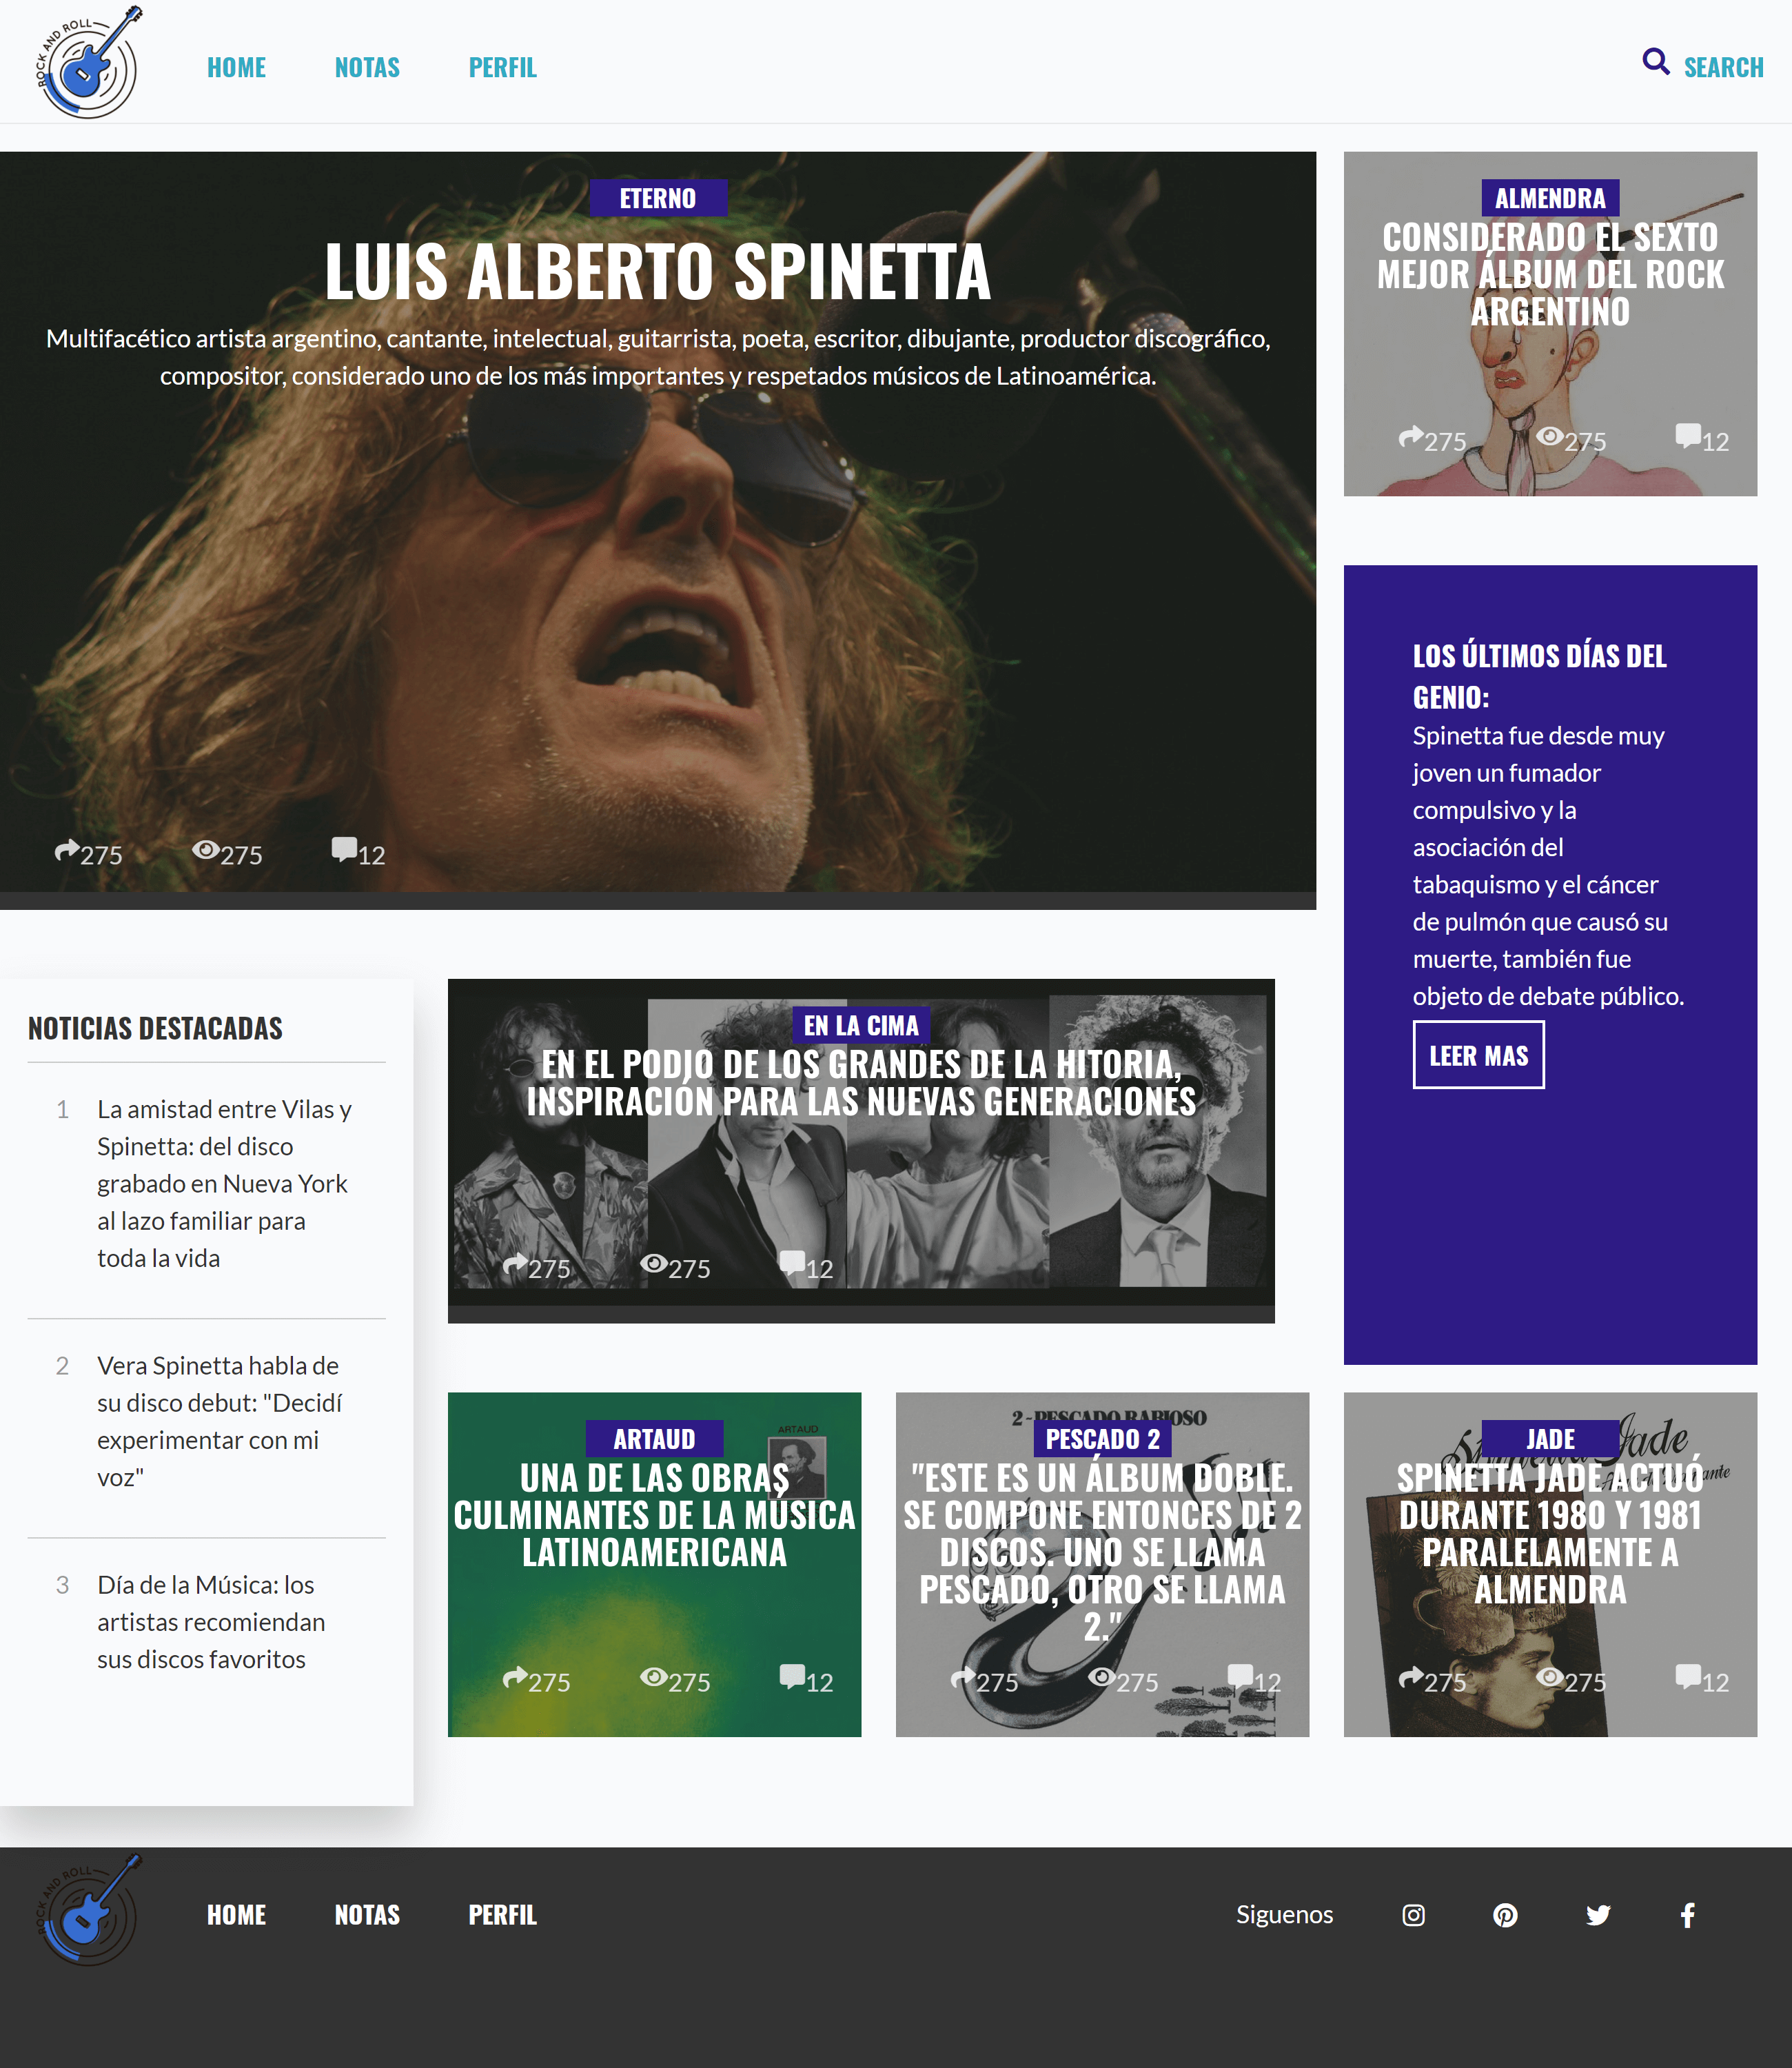 ROCK AND ROLL
HOME
NOTAS
PERFIL
SEARCH
ETERNO
LUIS ALBERTO SPINETTA
Multifacético artista argentino, cantante, intelectual, guitarrista, poeta, escritor, dibujante, productor discográfico,
compositor, considerado uno de los más importantes y respetados músicos de Latinoamérica.
275
275
12
ALMENDRA
CONSIDERADO EL SEXTO
MEJOR ÁLBUM DEL ROCK
ARGENTINO
275
275
12
LOS ÚLTIMOS DÍAS DEL
GENIO:
Spinetta fue desde muy
joven un fumador
compulsivo y la
asociación del
tabaquismo y el cáncer
de pulmón que causó su
muerte, también fue
objeto de debate público.
LEER MAS
NOTICIAS DESTACADAS
1
La amistad entre Vilas y
Spinetta: del disco
grabado en Nueva York
al lazo familiar para
toda la vida
2
Vera Spinetta habla de
su disco debut: "Decidí
experimentar con mi
voz"
3
Día de la Música: los
artistas recomiendan
sus discos favoritos
EN LA CIMA
EN EL PODIO DE LOS GRANDES DE LA HITORIA,
INSPIRACIÓN PARA LAS NUEVAS GENERACIONES
275
275
12
ARTAUD
ARTAUD
UNA DE LAS OBRAS
CULMINANTES DE LA MÚSICA
LATINOAMERICANA
275
275
12
2-PESCADO RABIOSO
PESCADO 2
"ESTE ES UN ÁLBUM DOBLE.
SE COMPONE ENTONCES DE 2
DISCOS. UNO SE LLAMA
PESCADO, OTRO SE LLAMA
2."
275
275
12
Jade
JADE
SPINETTA JADE ACTUÓ
DURANTE 1980 Y 1981
PARALELAMENTE A
ALMENDRA
275
275
12
ROCK AND ROLL
HOME
NOTAS
PERFIL
Siguenos